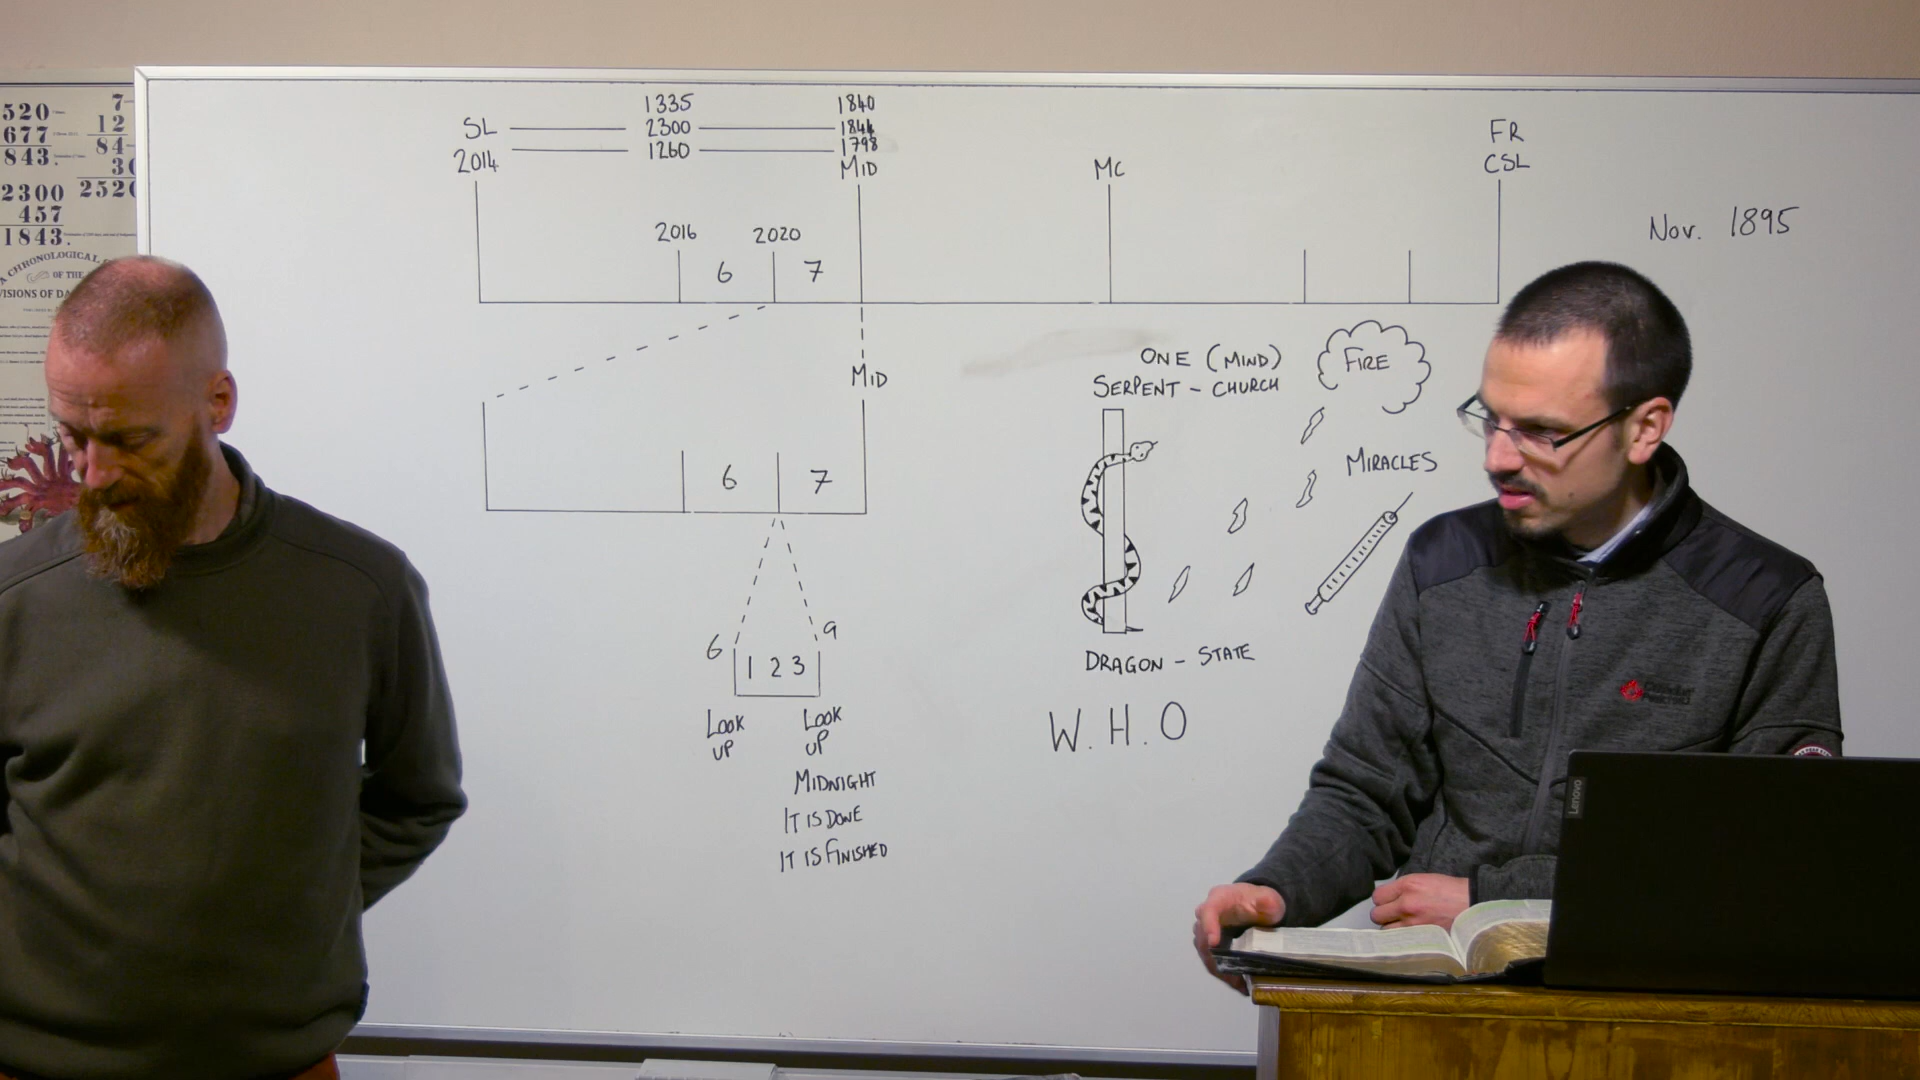 520
677
843.
2300
457
1843.
7
12
84
30
2520
A CHRONOLOGICAL
OF THE
VISIONS OF DA
SL
2014
1335
2300
1260
1840
1844
1798
MID
MC
FR
CSL
Nov. 1895
2016
2020
6
7
MID
6
7
6
9
1 2 3
LOOK
UP
LOOK
UP
MIDNIGHT
IT IS DONE
IT IS FINISHED
ONE (MIND)
SERPENT - CHURCH
FIRE
MIRACLES
DRAGON - STATE
W. H. O
Lenovo